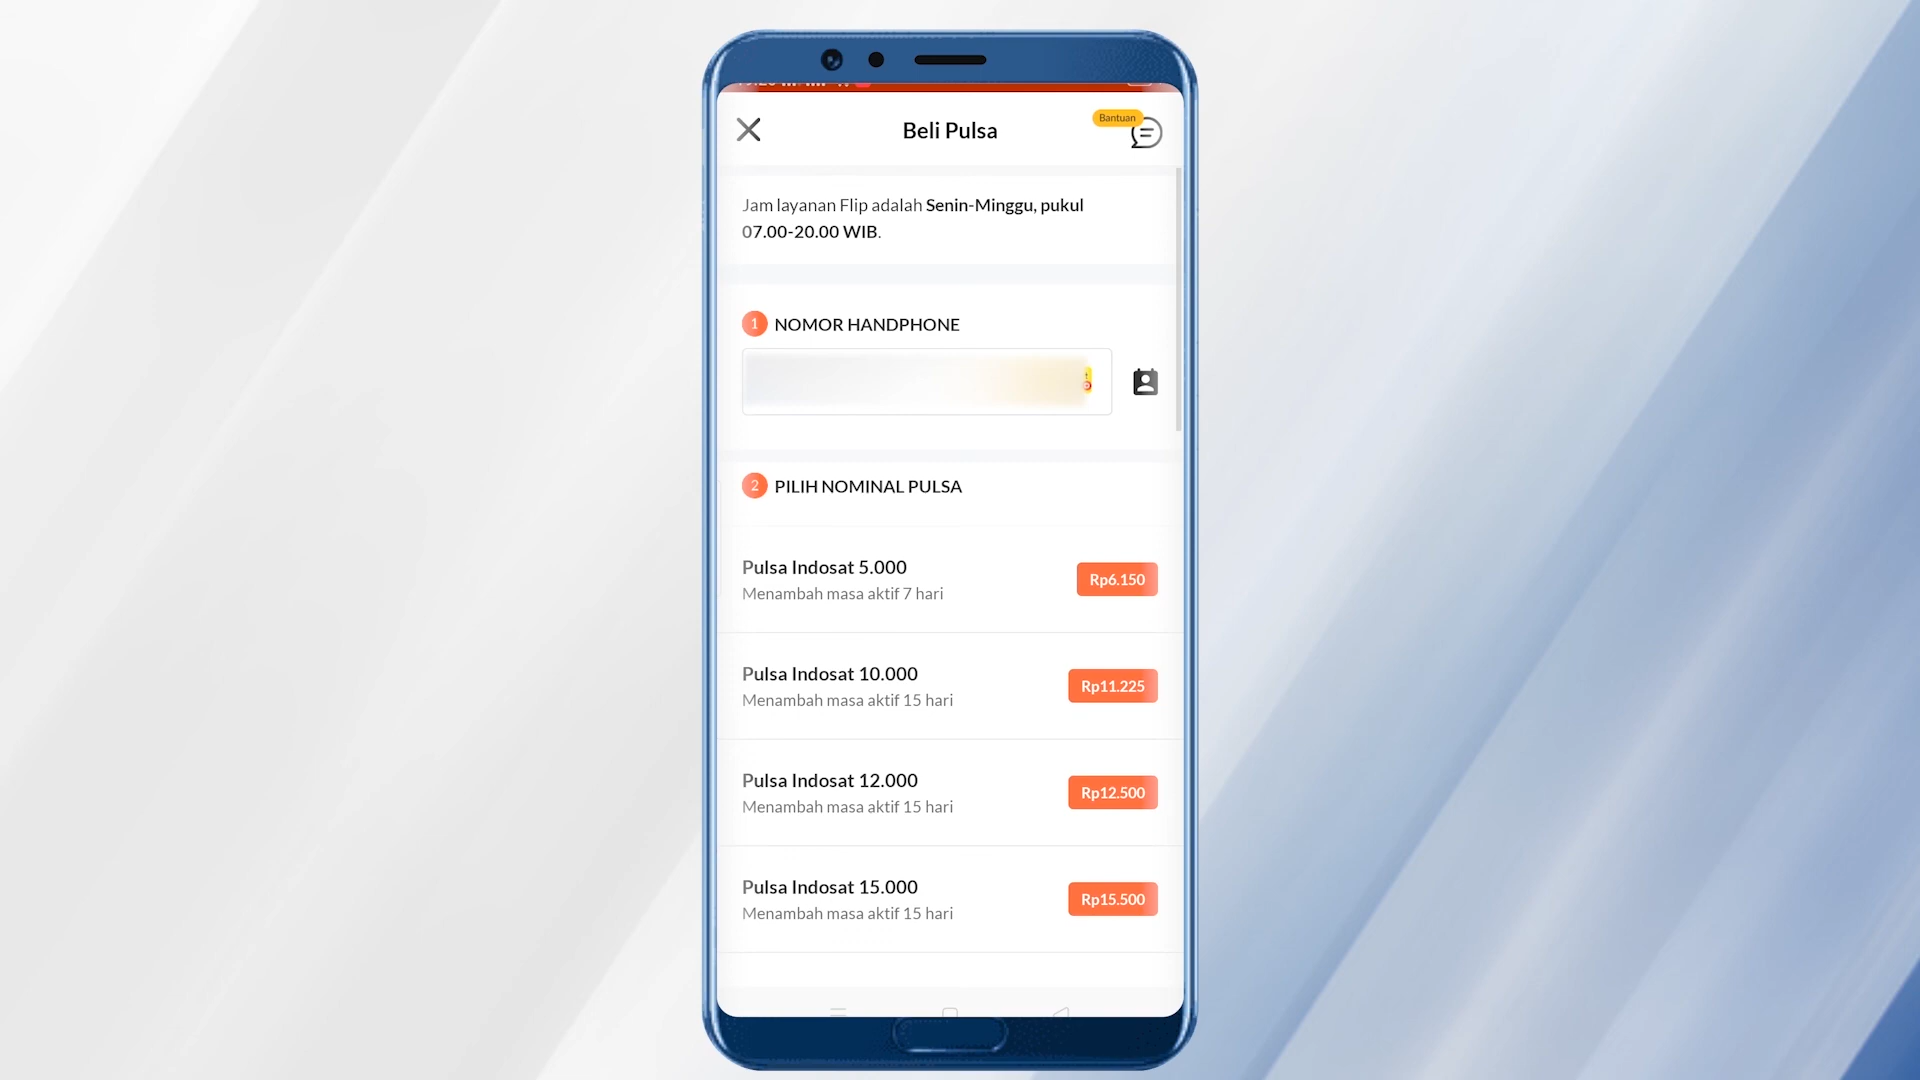 Beli Pulsa
Bantuan
Jam layanan Flip adalah Senin-Minggu, pukul
07.00-20.00 WIB.
1 NOMOR HANDPHONE
2 PILIH NOMINAL PULSA
Pulsa Indosat 5.000
Menambah masa aktif 7 hari
Rp6.150
Pulsa Indosat 10.000
Menambah masa aktif 15 hari
Rp11.225
Pulsa Indosat 12.000
Menambah masa aktif 15 hari
Rp12.500
Pulsa Indosat 15.000
Menambah masa aktif 15 hari
Rp15.500